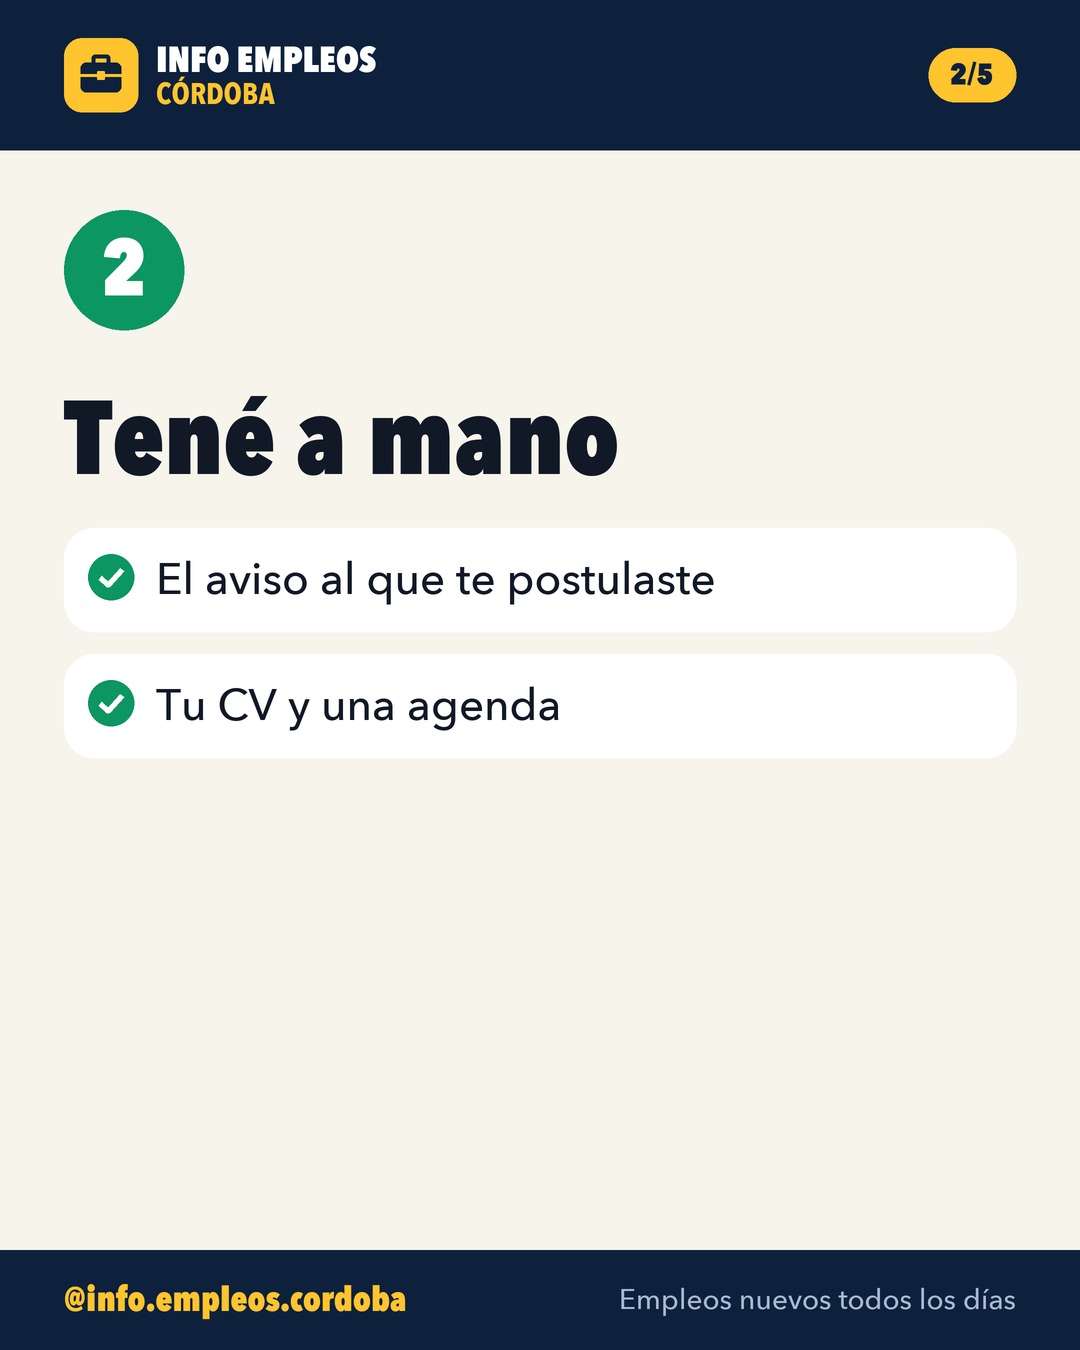 INFO EMPLEOS
CÓRDOBA
2/5
2
Tené a mano
El aviso al que te postulaste
Tu CV y una agenda
@info.empleos.cordoba
Empleos nuevos todos los días